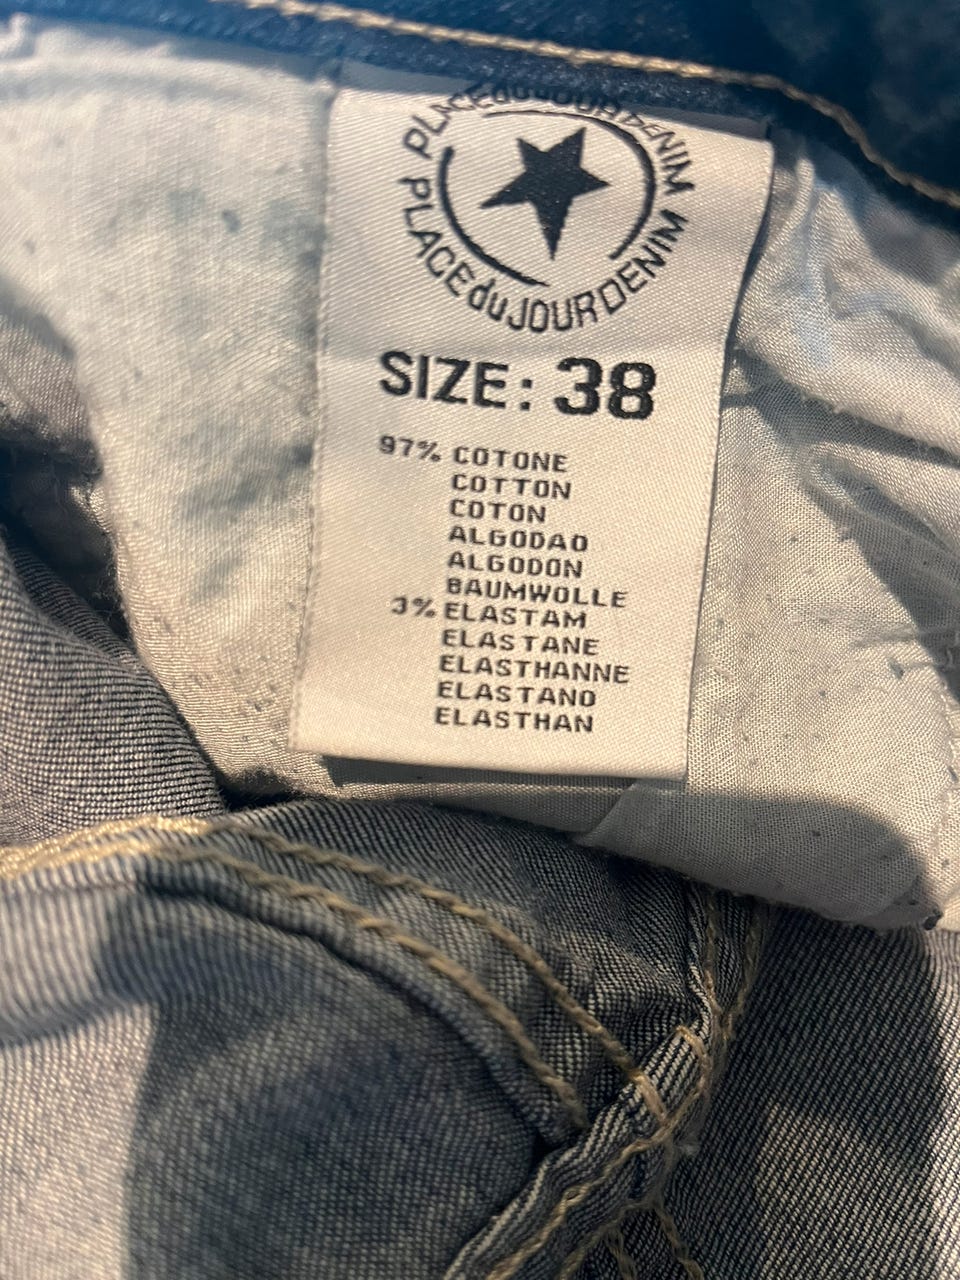 PLACEduJOURDENIM
PLACEduJOURDENIM
SIZE: 38
97% COTONE
COTTON
COTON
ALGODAO
ALGODON
BAUMWOLLE
3% ELASTAM
ELASTANE
ELASTHANNE
ELASTANO
ELASTHAN